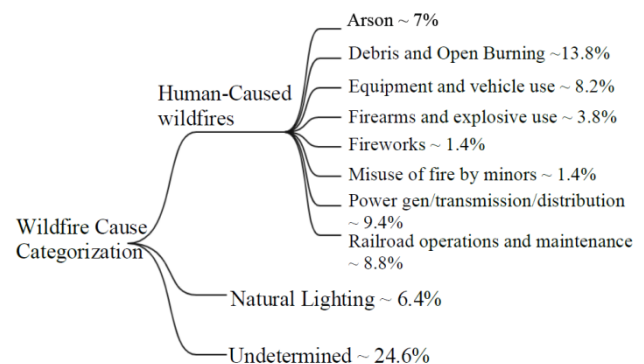 Arson ~ 7%
Debris and Open Burning ~13.8%
Human-Caused
wildfires
Equipment and vehicle use ~ 8.2%
Firearms and explosive use ~ 3.8%
Fireworks ~ 1.4%
Misuse of fire by minors ~ 1.4%
Power gen/transmission/distribution
~ 9.4%
Railroad operations and maintenance
~ 8.8%
Wildfire Cause
Categorization
Natural Lighting ~ 6.4%
Undetermined ~ 24.6%